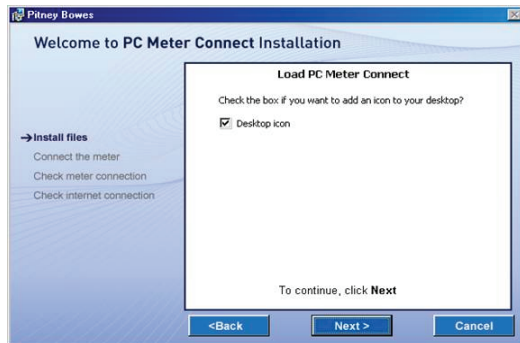 Pitney Bowes
Welcome to PC Meter Connect Installation
Load PC Meter Connect
Check the box if you want to add an icon to your desktop?
Desktop icon
Install files
Connect the meter
Check meter connection
Check internet connection
To continue, click Next
<Back
Next >
Cancel